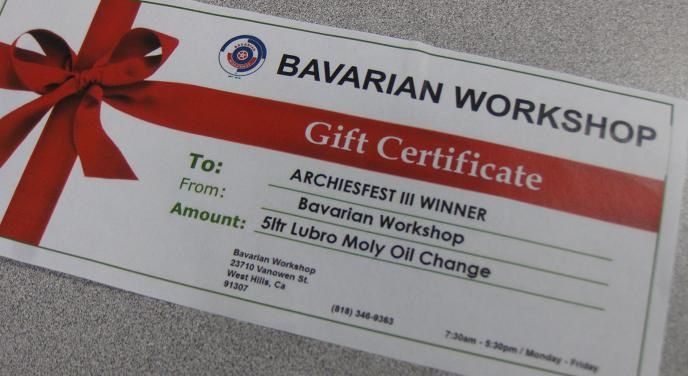 BAVARIAN WORKSHOP
Gift Certificate
To: ARCHIESFEST III WINNER
From: Bavarian Workshop
Amount: 5ltr Lubro Moly Oil Change
Bavarian Workshop
23710 Vanowen St.
West Hills, Ca
91307
(818) 346-9363
7:30am - 5:30pm / Monday - Friday